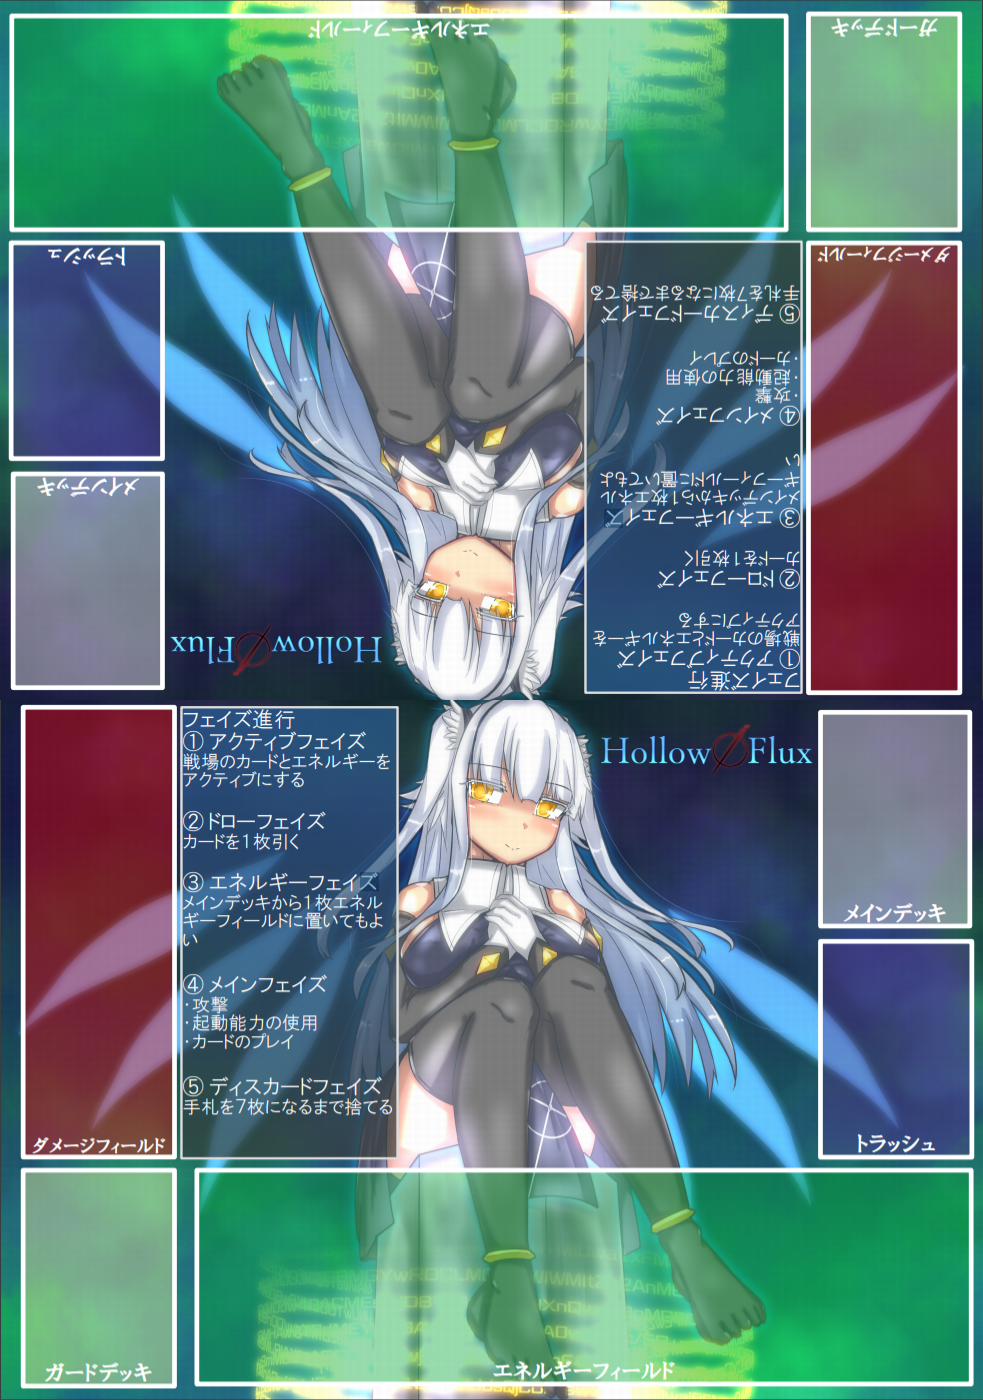 エネルギーフィールド
ガードデッキ
トラッシュ
ダメージフィールド
メインデッキ
フェイズ進行
① アクティブフェイズ
戦場のカードとエネルギーを
アクティブにする
② ドローフェイズ
カードを1枚引く
③ エネルギーフェイズ
メインデッキから1枚エネル
ギーフィールドに置いてもよ
い
④ メインフェイズ
・攻撃
・起動能力の使用
・カードのプレイ
⑤ ディスカードフェイズ
手札を7枚になるまで捨てる
HollowØFlux
フェイズ進行
① アクティブフェイズ
戦場のカードとエネルギーを
アクティブにする
② ドローフェイズ
カードを1枚引く
③ エネルギーフェイズ
メインデッキから1枚エネル
ギーフィールドに置いてもよ
い
④ メインフェイズ
・攻撃
・起動能力の使用
・カードのプレイ
⑤ ディスカードフェイズ
手札を7枚になるまで捨てる
HollowØFlux
メインデッキ
トラッシュ
ダメージフィールド
ガードデッキ
エネルギーフィールド